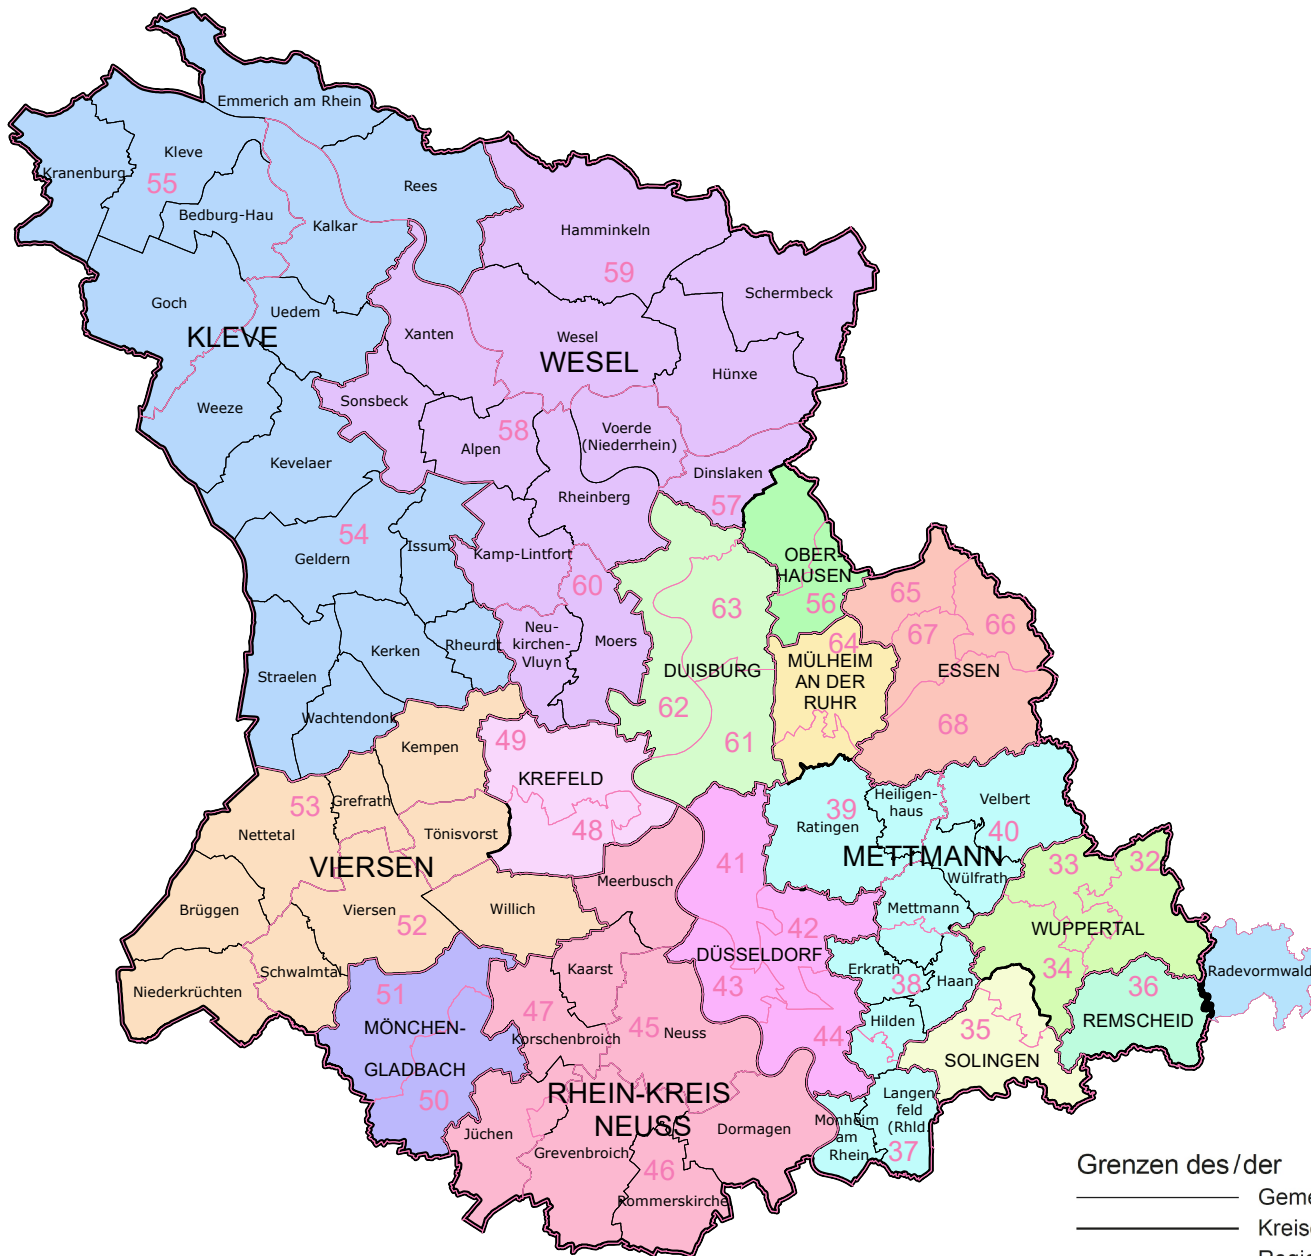 Emmerich am Rhein
Kleve
Kranenburg
55
Rees
Bedburg-Hau
Kalkar
Hamminkeln
59
Schermbeck
Goch
Uedem
KLEVE
Xanten
Wesel
WESEL
Hünxe
Sonsbeck
Weeze
Alpen
58
Voerde
(Niederrhein)
Kevelaer
Dinslaken
57
Rheinberg
54
Geldern
Issum
Kamp-Lintfort
OBER-
HAUSEN
56
60
63
65
66
67
64
Neu-
kirchen-
Vluyn
Moers
Rheurdt
Kerken
DUISBURG
MÜLHEIM
AN DER
RUHR
ESSEN
Straelen
Wachtendonk
62
61
68
Kempen
49
KREFELD
48
53
Grefrath
Nettetal
Tönisvorst
VIERSEN
Heiligen-
haus
Velbert
39
Ratingen
40
METTMANN
Wülfrath
33
32
41
Meerbusch
Brüggen
Viersen
52
Willich
Mettmann
42
WUPPERTAL
DÜSSELDORF
34
Schwalmtal
Niederkrüchten
Kaarst
Erkrath
38
Haan
Radevormwald
51
43
36
MÖNCHEN-
GLADBACH
50
47
Korschenbroich
45
Neuss
Hilden
44
REMSCHEID
35
SOLINGEN
RHEIN-KREIS
NEUSS
Langen
feld
(Rhld.
37
Monheim
am
Rhein
Jüchen
Grevenbroich
Dormagen
46
Rommerskirche
Grenzen des/der
Geme
Kreise